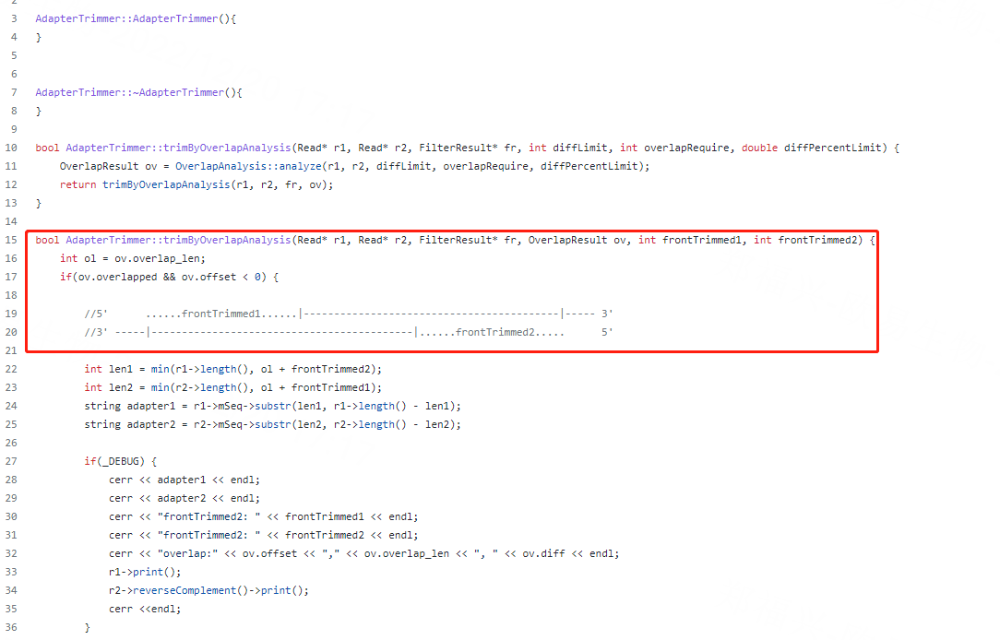 2
3 AdapterTrimmer::AdapterTrimmer(){
4 }
5
6
7 AdapterTrimmer::~AdapterTrimmer(){
8 }
9
10 bool AdapterTrimmer::trimByOverlapAnalysis(Read* r1, Read* r2, FilterResult* fr, int diffLimit, int overlapRequire, double diffPercentLimit) {
11 OverlapResult ov = OverlapAnalysis::analyze(r1, r2, diffLimit, overlapRequire, diffPercentLimit);
12 return trimByOverlapAnalysis(r1, r2, fr, ov);
13 }
14
15 bool AdapterTrimmer::trimByOverlapAnalysis(Read* r1, Read* r2, FilterResult* fr, OverlapResult ov, int frontTrimmed1, int frontTrimmed2) {
16 int ol = ov.overlap_len;
17 if(ov.overlapped && ov.offset < 0) {
18
19 //5' ......frontTrimmed1......|------------------------------------------|----- 3'
20 //3' -----|-------------------------------------------|......frontTrimmed2..... 5'
21
22 int len1 = min(r1->length(), ol + frontTrimmed2);
23 int len2 = min(r2->length(), ol + frontTrimmed1);
24 string adapter1 = r1->mSeq->substr(len1, r1->length() - len1);
25 string adapter2 = r2->mSeq->substr(len2, r2->length() - len2);
26
27 if(_DEBUG) {
28 cerr << adapter1 << endl;
29 cerr << adapter2 << endl;
30 cerr << "frontTrimmed2: " << frontTrimmed1 << endl;
31 cerr << "frontTrimmed2: " << frontTrimmed2 << endl;
32 cerr << "overlap:" << ov.offset << "," << ov.overlap_len << ", " << ov.diff << endl;
33 r1->print();
34 r2->reverseComplement()->print();
35 cerr <<endl;
36 }